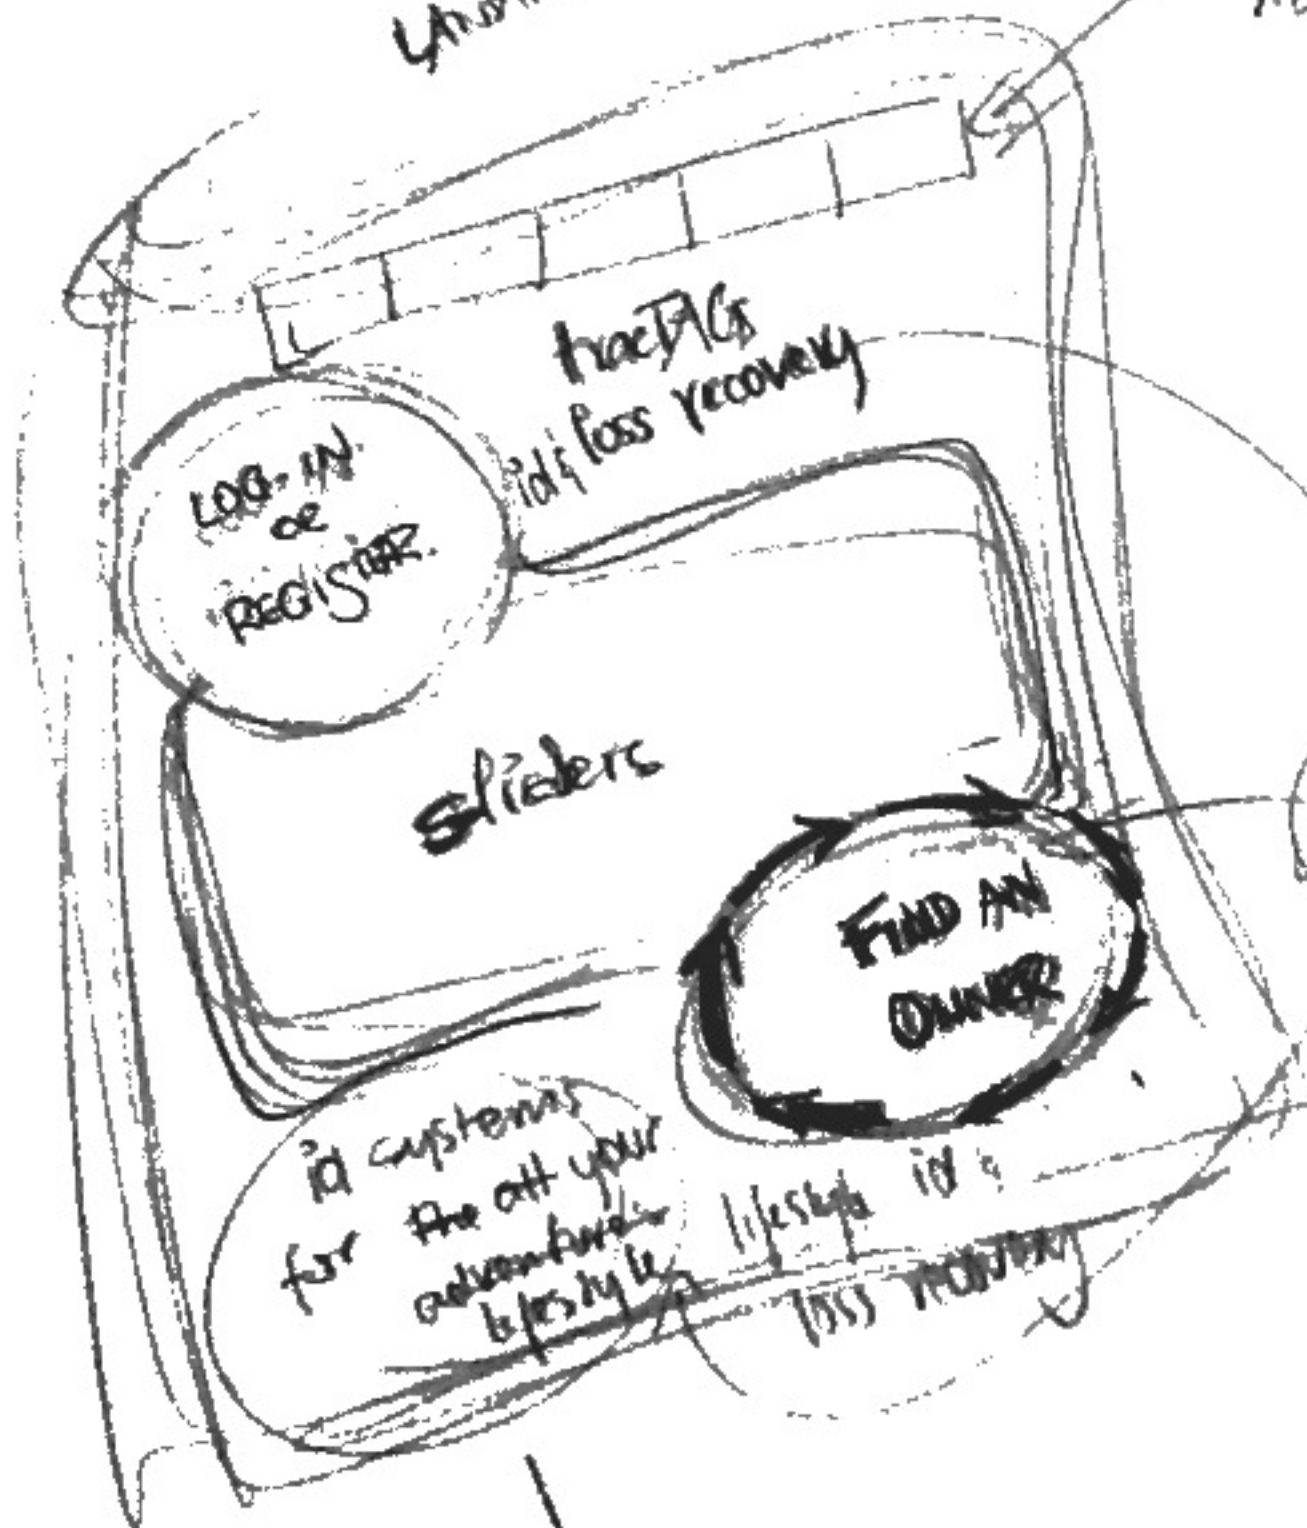 tracTAGs
id & loss recovery
LOG-IN
or
REGISTER.
sliders
FIND AN
OWNER
id systems
for the all your
adventure
lifestyle
lifestyle id &
loss recovery